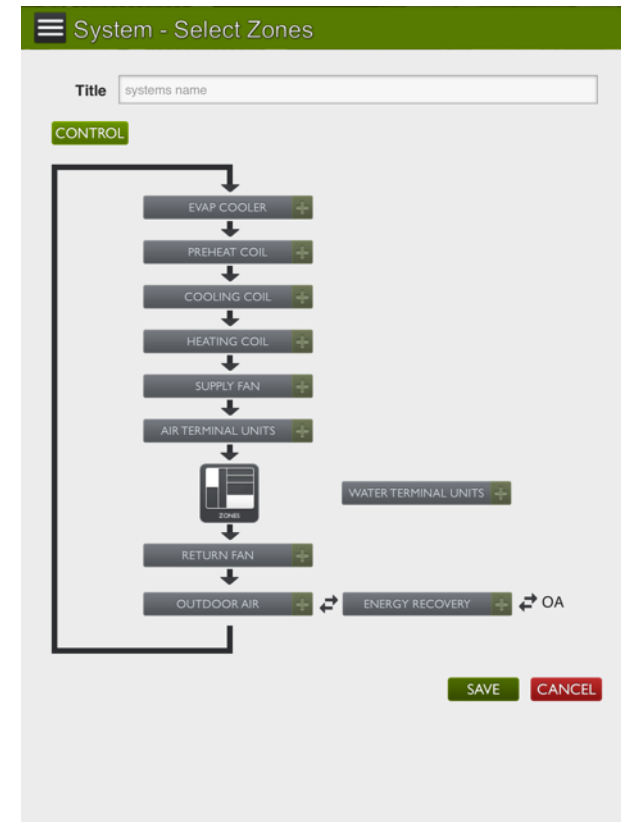 System - Select Zones
Title systems name
CONTROL
EVAP COOLER
PREHEAT COIL
COOLING COIL
HEATING COIL
SUPPLY FAN
AIR TERMINAL UNITS
ZONES
WATER TERMINAL UNITS
RETURN FAN
OUTDOOR AIR ENERGY RECOVERY OA
SAVE CANCEL